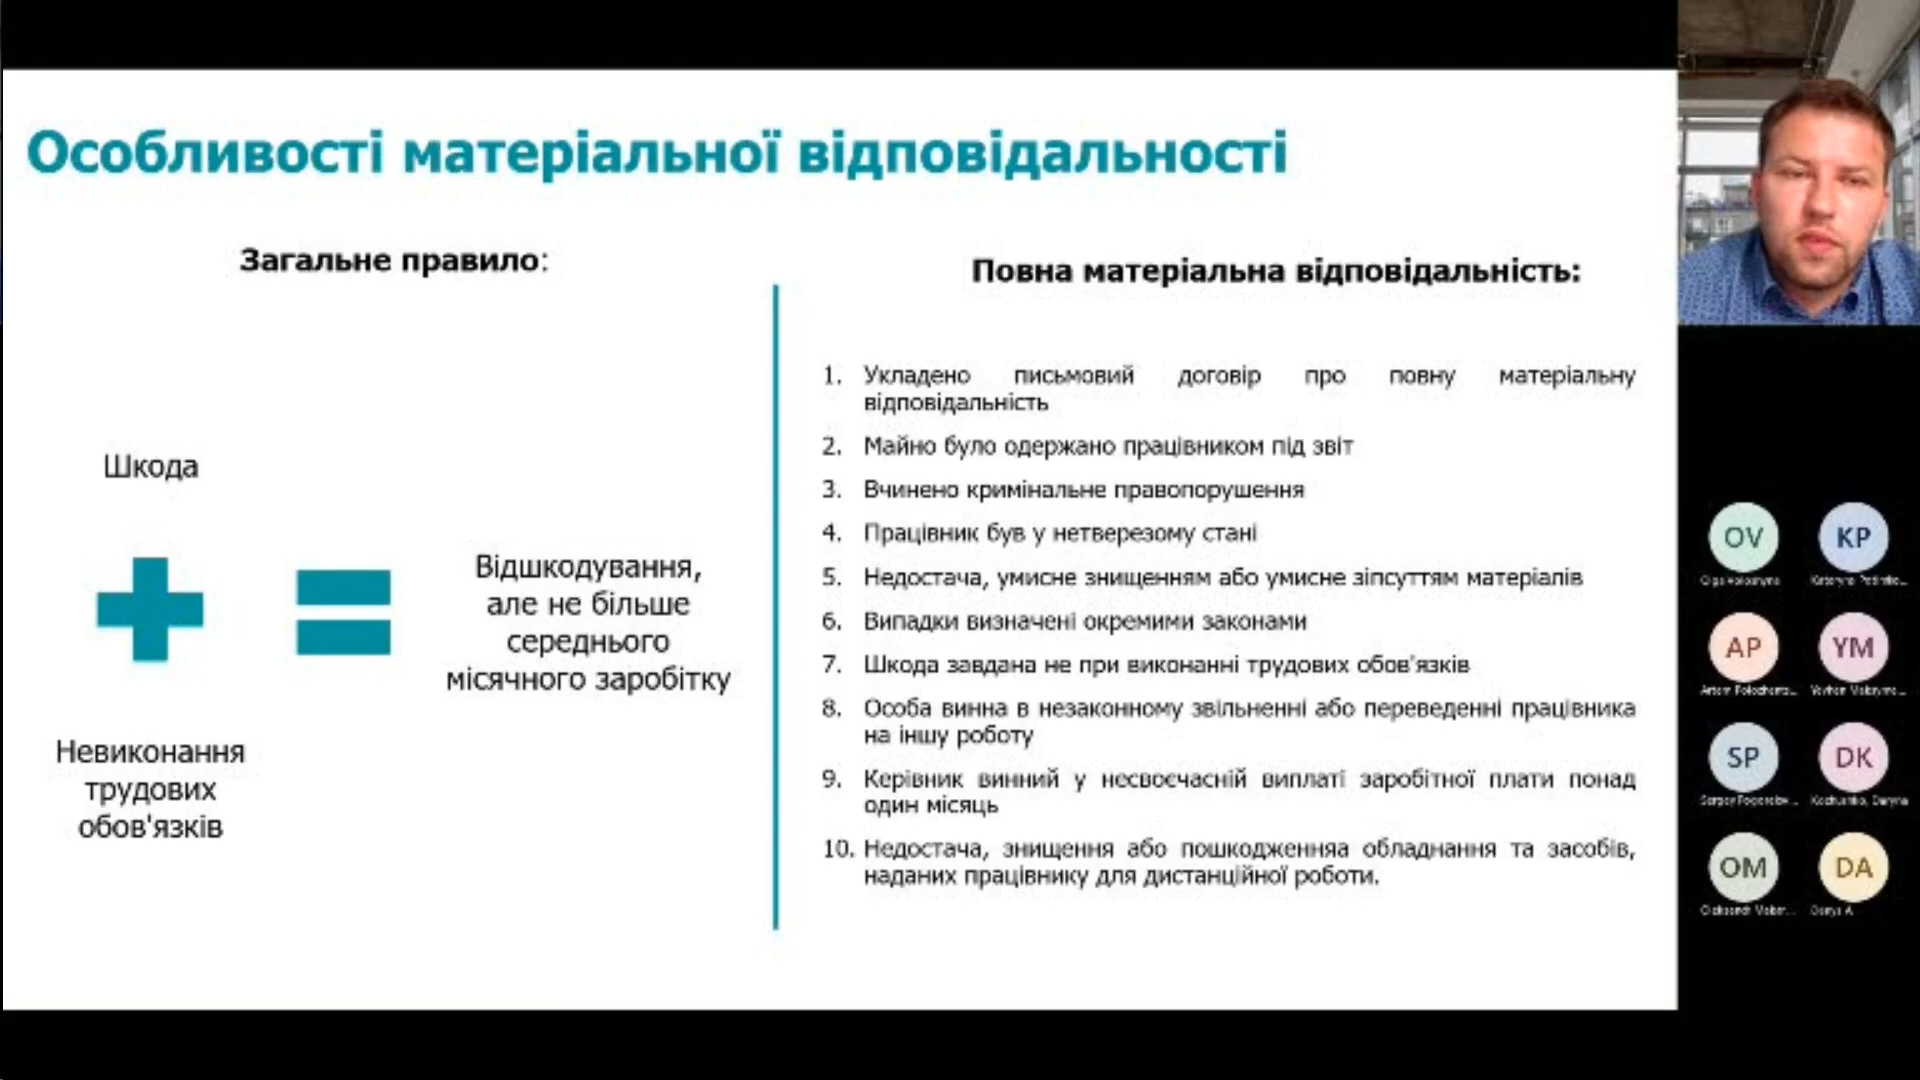 Особливості матеріальної відповідальності
Загальне правило:
Шкода
Невиконання
трудових
обов'язків
Відшкодування,
але не більше
середнього
місячного заробітку
Повна матеріальна відповідальність:
1. Укладено письмовий договір про повну матеріальну
відповідальність
2. Майно було одержано працівником під звіт
3. Вчинено кримінальне правопорушення
4. Працівник був у нетверезому стані
5. Недостача, умисне знищенням або умисне зіпсуттям матеріалів
6. Випадки визначені окремими законами
7. Шкода завдана не при виконанні трудових обов'язків
8. Особа винна в незаконному звільненні або переведенні працівника
на іншу роботу
9. Керівник винний у несвоєчасній виплаті заробітної плати понад
один місяць
10. Недостача, знищення або пошкодженняа обладнання та засобів,
наданих працівнику для дистанційної роботи.
OV
KP
AP
YM
Artem
SP
DK
Daryna
OM
DA